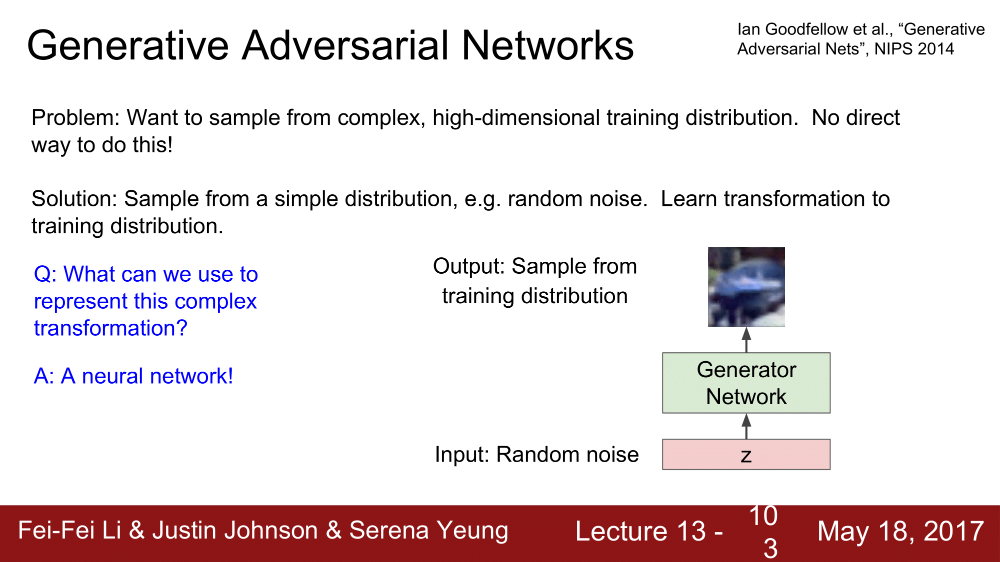 Generative Adversarial Networks
Ian Goodfellow et al., “Generative
Adversarial Nets”, NIPS 2014
Problem: Want to sample from complex, high-dimensional training distribution. No direct
way to do this!
Solution: Sample from a simple distribution, e.g. random noise. Learn transformation to
training distribution.
Q: What can we use to
represent this complex
transformation?
A: A neural network!
Output: Sample from
training distribution
Generator
Network
Input: Random noise
z
Fei-Fei Li & Justin Johnson & Serena Yeung
Lecture 13 -
10
3
May 18, 2017